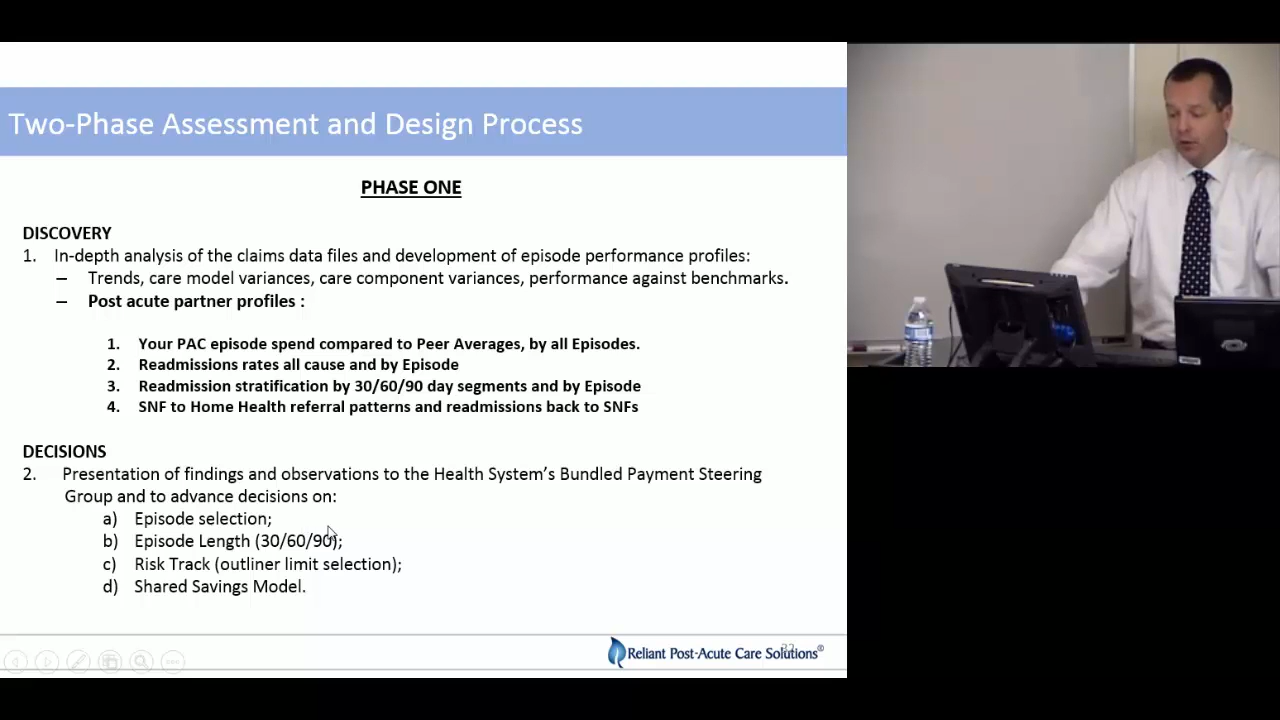 Two-Phase Assessment and Design Process
PHASE ONE
DISCOVERY
1. In-depth analysis of the claims data files and development of episode performance profiles:
– Trends, care model variances, care component variances, performance against benchmarks.
– Post acute partner profiles :
1. Your PAC episode spend compared to Peer Averages, by all Episodes.
2. Readmissions rates all cause and by Episode
3. Readmission stratification by 30/60/90 day segments and by Episode
4. SNF to Home Health referral patterns and readmissions back to SNFs
DECISIONS
2. Presentation of findings and observations to the Health System’s Bundled Payment Steering
Group and to advance decisions on:
a) Episode selection;
b) Episode Length (30/60/90);
c) Risk Track (outliner limit selection);
d) Shared Savings Model.
Reliant Post-Acute Care Solutions®